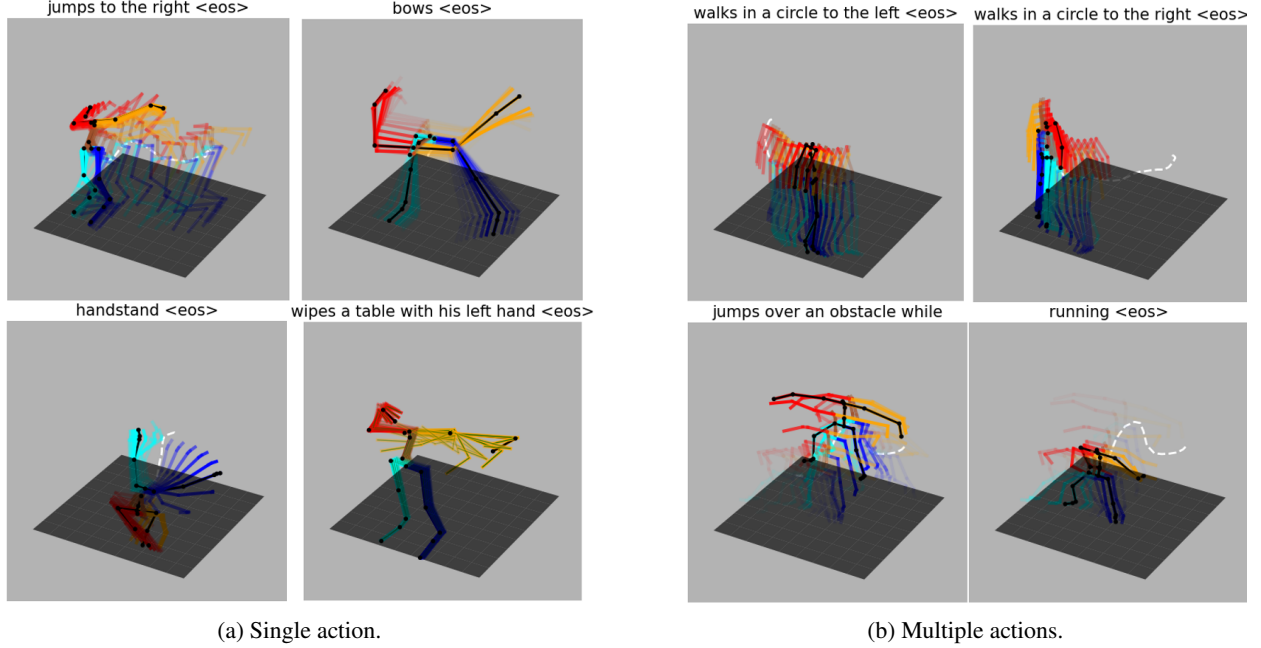 jumps to the right <eos>
bows <eos>
handstand <eos>
wipes a table with his left hand <eos>
(a) Single action.
walks in a circle to the left <eos>
walks in a circle to the right <eos>
jumps over an obstacle while
running <eos>
(b) Multiple actions.